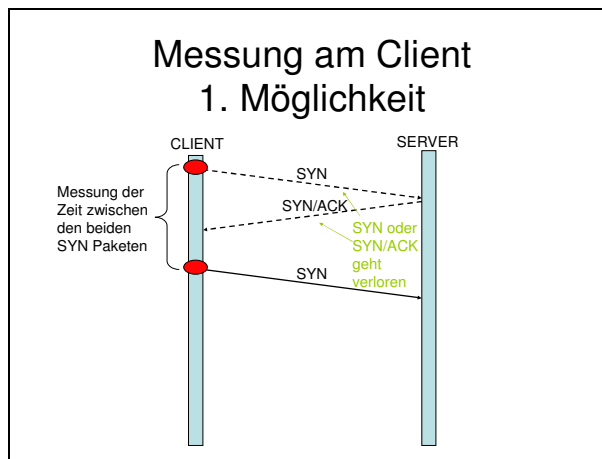 Messung am Client
1. Möglichkeit
CLIENT
SERVER
SYN
Messung der
Zeit zwischen
den beiden
SYN Paketen
SYN/ACK
SYN oder
SYN/ACK
geht
verloren
SYN